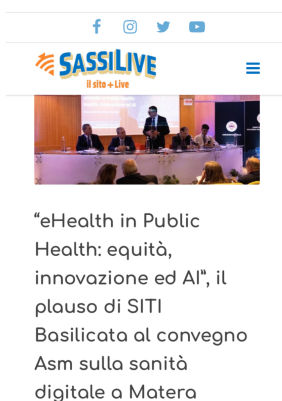 SASSILIVE
il sito + Live
“eHealth in Public
Health: equità,
innovazione ed AI”, il
plauso di SITI
Basilicata al convegno
Asm sulla sanità
digitale a Matera